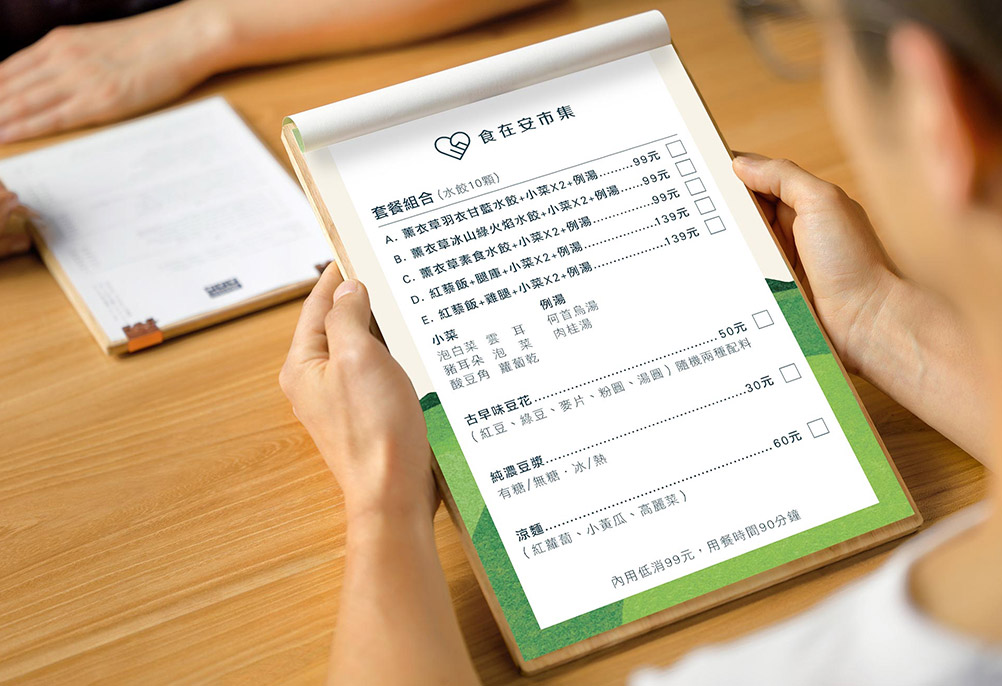 食在安市集
套餐組合（水餃10顆）
A. 薰衣草羽衣甘藍水餃+小菜X2+例湯......99元
B. 薰衣草冰山綠火焰水餃+小菜X2+例湯.....99元
C. 薰衣草素食水餃+小菜X2+例湯..........99元
D. 紅藜飯+腿庫+小菜X2+例湯..............139元
E. 紅藜飯+雞腿+小菜X2+例湯..............139元
小菜 例湯
泡白菜 雲耳 何首烏湯
豬耳朵 泡菜 肉桂湯
酸豆角 蘿蔔乾
古早味豆花..............................50元
（紅豆、綠豆、麥片、粉圓、湯圓）隨機兩種配料
純濃豆漿..............................30元
有糖/無糖．冰/熱
涼麵..............................60元
（紅蘿蔔、小黃瓜、高麗菜）
內用低消99元，用餐時間90分鐘